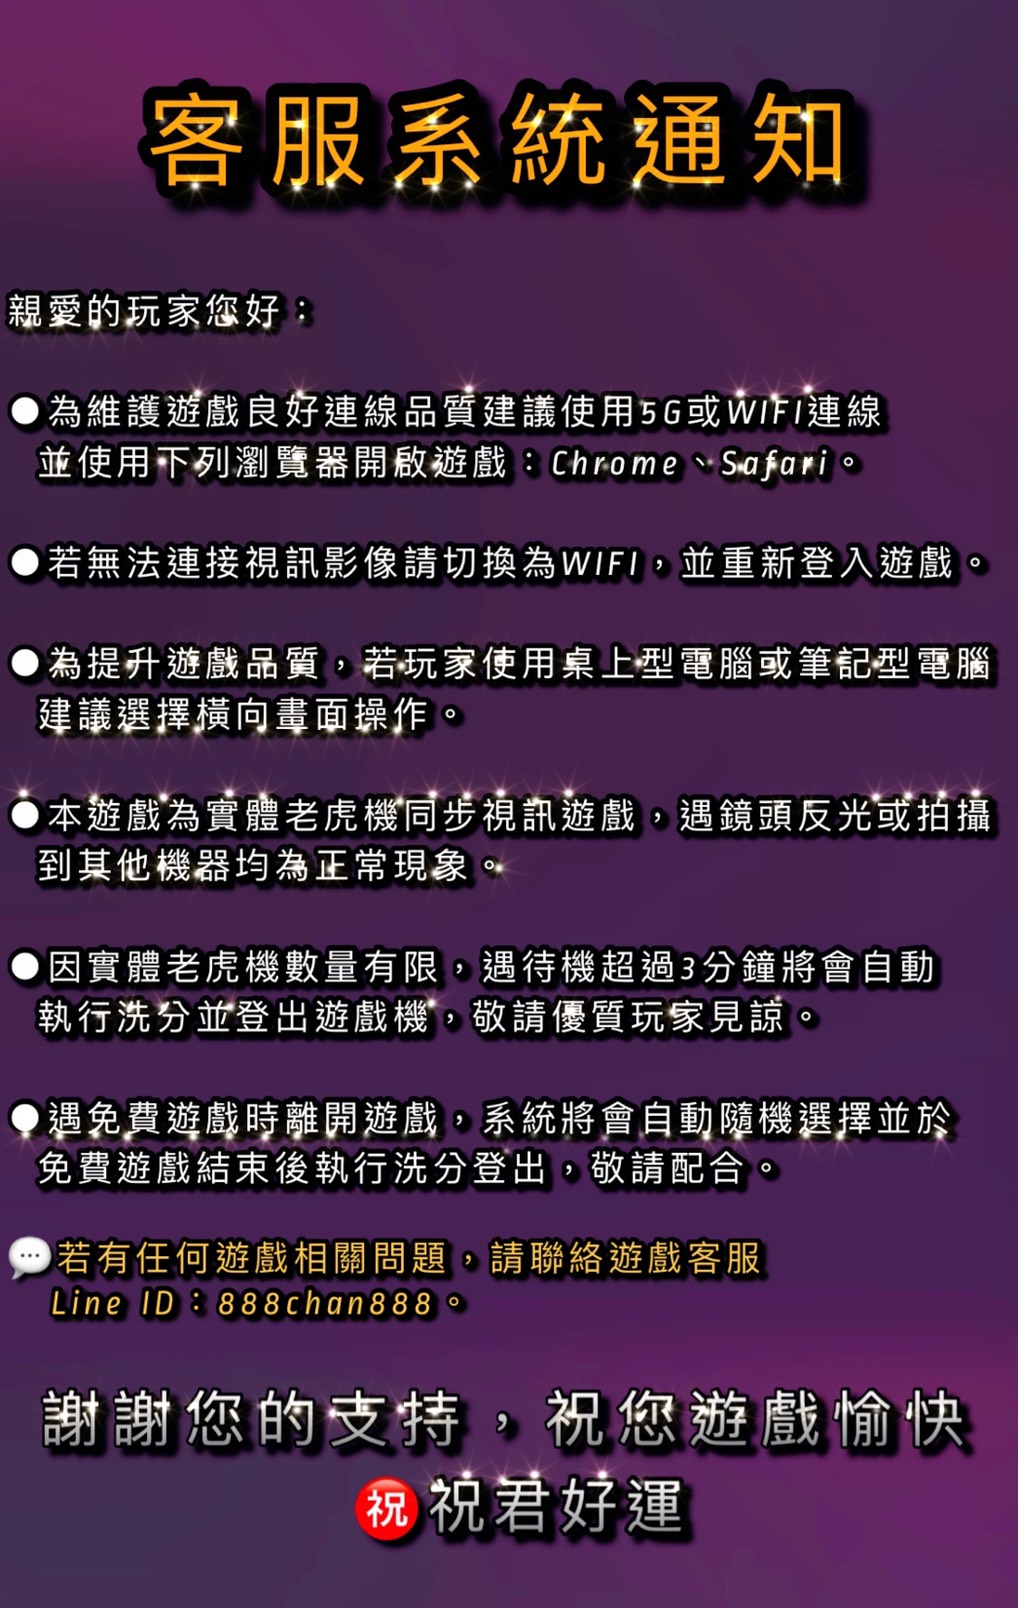 客服系統通知
親愛的玩家您好：
●為維護遊戲良好連線品質建議使用5G或WIFI連線
並使用下列瀏覽器開啟遊戲：Chrome、Safari。
●若無法連接視訊影像請切換為WIFI，並重新登入遊戲。
●為提升遊戲品質，若玩家使用桌上型電腦或筆記型電腦
建議選擇橫向畫面操作。
●本遊戲為實體老虎機同步視訊遊戲，遇鏡頭反光或拍攝
到其他機器均為正常現象。
●因實體老虎機數量有限，遇待機超過3分鐘將會自動
執行洗分並登出遊戲機，敬請優質玩家見諒。
●遇免費遊戲時離開遊戲，系統將會自動隨機選擇並於
免費遊戲結束後執行洗分登出，敬請配合。
💬若有任何遊戲相關問題，請聯絡遊戲客服
Line ID：888chan888。
謝謝您的支持，祝您遊戲愉快
㊗️祝君好運